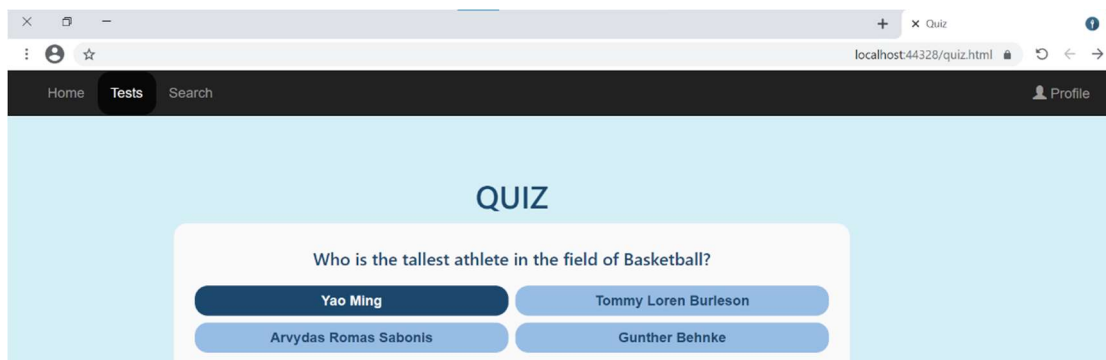 Quiz
localhost:44328/quiz.html
Home Tests Search Profile
QUIZ
Who is the tallest athlete in the field of Basketball?
Yao Ming Tommy Loren Burleson
Arvydas Romas Sabonis Gunther Behnke